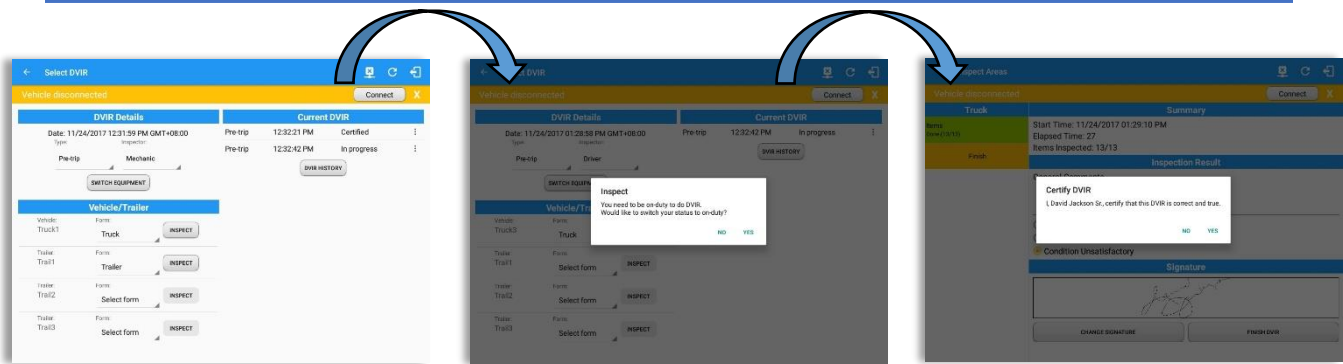 Select DVIR
Vehicle disconnected
Connect
X
DVIR Details
Date: 11/24/2017 12:31:59 PM GMT+08:00
Type:
Inspector:
Pre-trip
Mechanic
SWITCH EQUIPMENT
Current DVIR
Pre-trip 12:32:21 PM Certified
Pre-trip 12:32:42 PM In progress
DVIR HISTORY
Vehicle/Trailer
Vehicle: Form:
Truck1 Truck INSPECT
Trailer: Form:
Trail1 Trailer INSPECT
Trailer: Form:
Trail2 Select form INSPECT
Trailer: Form:
Trail3 Select form INSPECT
DVIR
Vehicle disconnected
Connect
X
DVIR Details
Date: 11/24/2017 01:28:58 PM GMT+08:00
Type:
Inspector:
Pre-trip
Driver
SWITCH
Current DVIR
Pre-trip 12:32:42 PM In progress
DVIR HISTORY
Inspect
You need to be on-duty to do DVIR.
Would like to switch your status to on-duty?
NO YES
Vehicle: Form:
Truck3 Truck
Trailer: Form:
Trail1 Select form INSPECT
Trailer: Form:
Trail2 Select form INSPECT
Trailer: Form:
Trail3 Select form INSPECT
Inspect Areas
Vehicle disconnected
Connect
X
Truck
Items
Finish
Summary
Start Time: 11/24/2017 01:29:10 PM
Elapsed Time: 27
Items Inspected: 13/13
Inspection Result
General Comments
Certify DVIR
I, David Jackson Sr., certify that this DVIR is correct and true.
NO YES
Condition Unsatisfactory
Signature
CHANGE SIGNATURE
FINISH DVIR